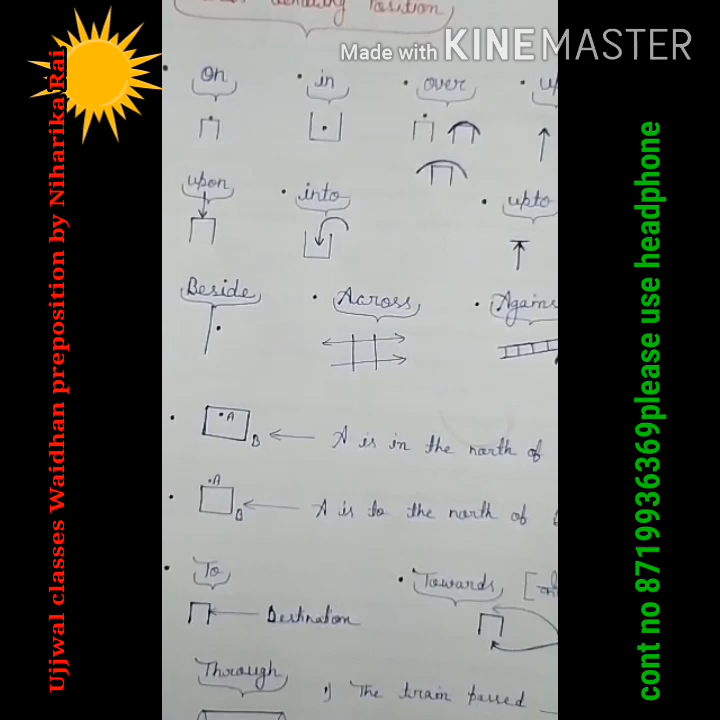 Position
Made with KINEMASTER
on in over
upon into upto
Beside Across
A
B A is in the north of
A
B A is to the north of
To Towards
Destination
Through 1) The train passed
Ujjwal classes Waidhan preposition by Niharika Rai
cont no 8719936369please use headphone